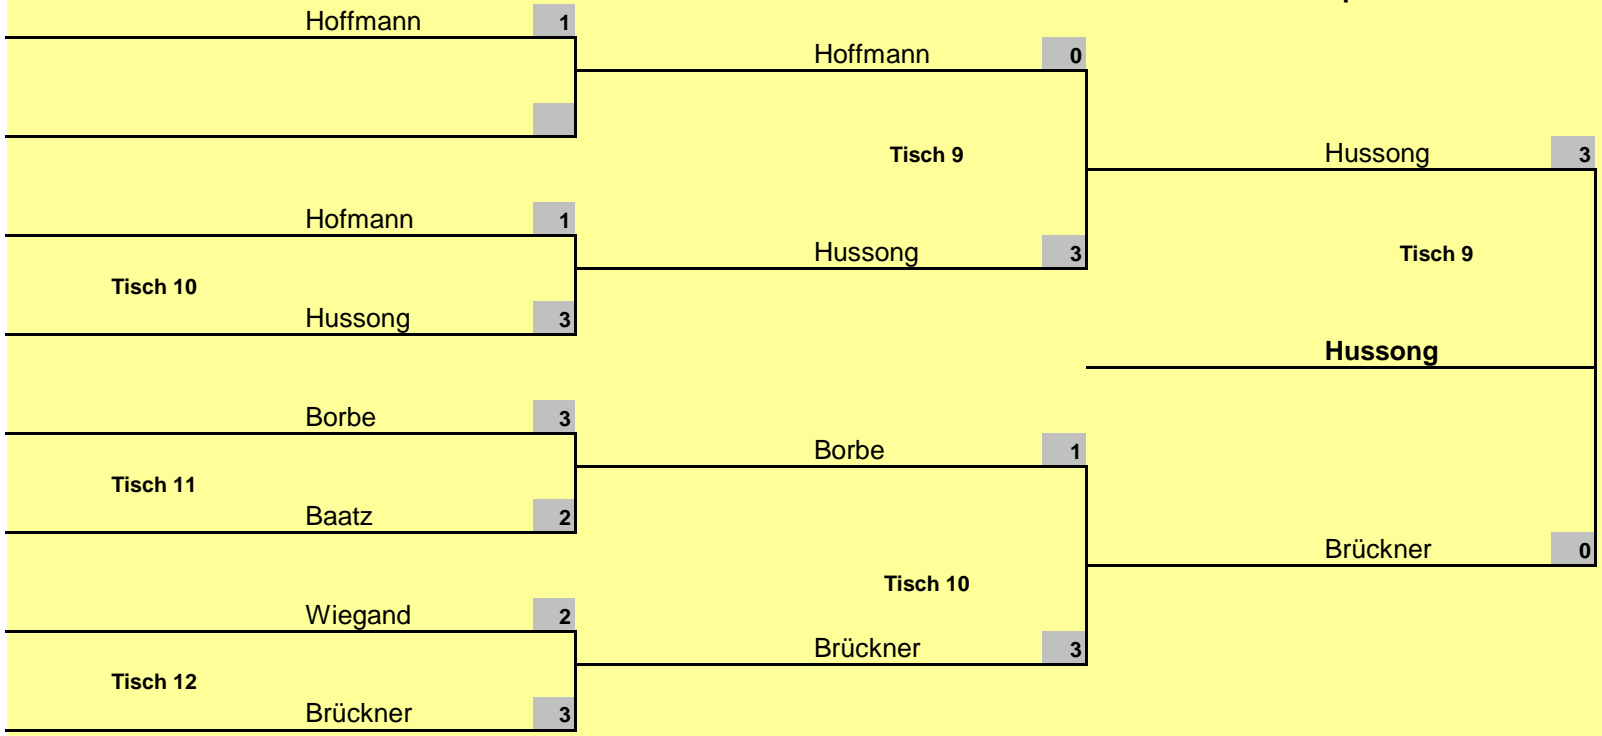 Hoffmann 1
Hoffmann 0
Tisch 9
Hussong 3
Hofmann 1
Hussong 3
Tisch 9
Tisch 10
Hussong 3
Hussong
Borbe 3
Borbe 1
Tisch 11
Baatz 2
Brückner 0
Tisch 10
Wiegand 2
Brückner 3
Tisch 12
Brückner 3